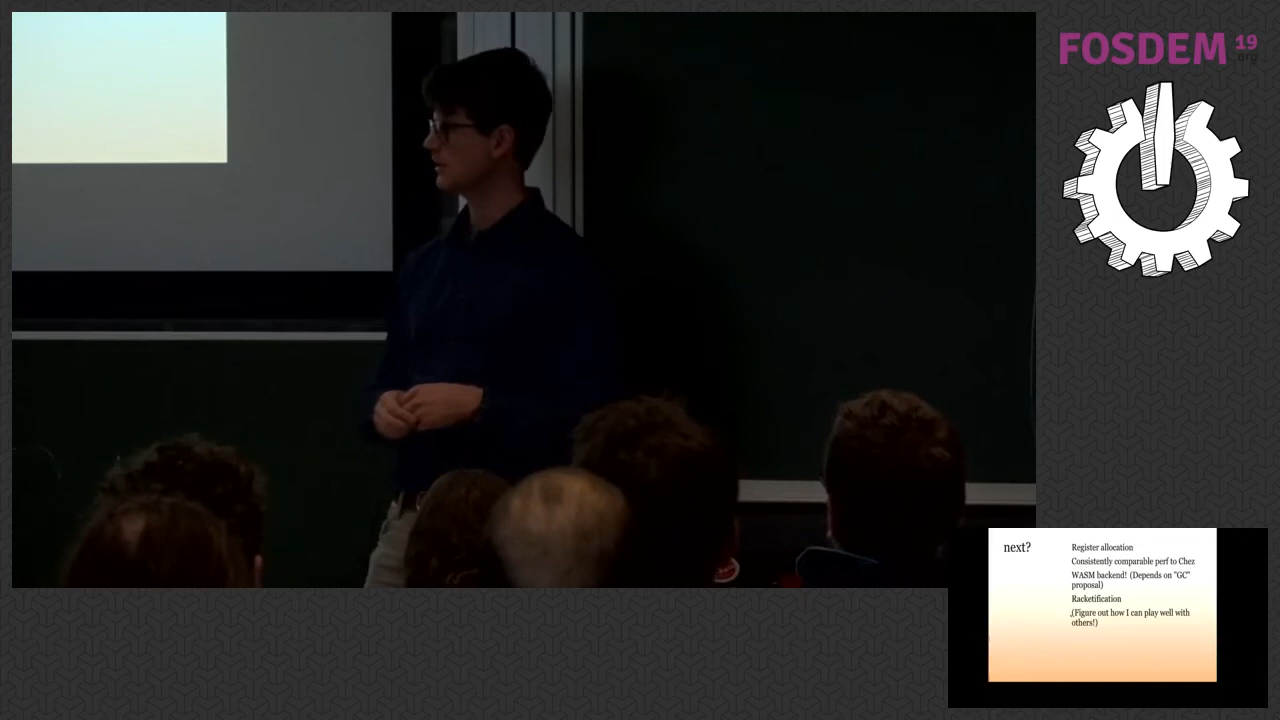 FOSDEM 19
.org
next?
Register allocation
Consistently comparable perf to Chez
WASM backend! (Depends on "GC"
proposal)
Racketification
,(Figure out how I can play well with
others!)